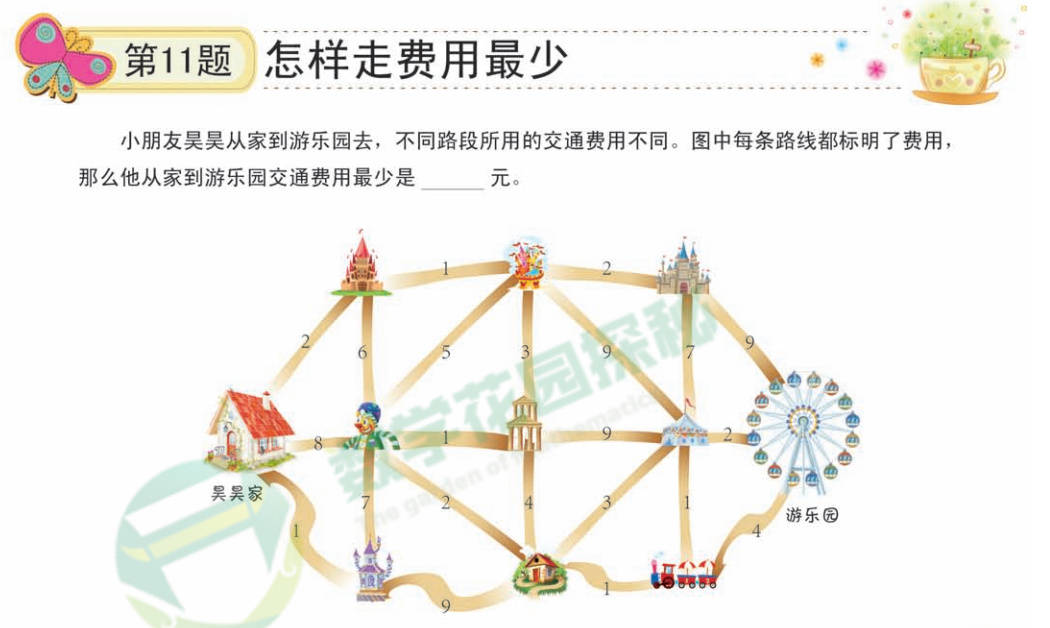 第11题 怎样走费用最少
小朋友昊昊从家到游乐园去，不同路段所用的交通费用不同。图中每条路线都标明了费用，
那么他从家到游乐园交通费用最少是 ______ 元。
1 2
2 6 5 3 9 7 9
8 1 9 2
昊昊家
游乐园
7 2 4 3 1
1 4
9 1
数学花园探秘
The garden of mathematics